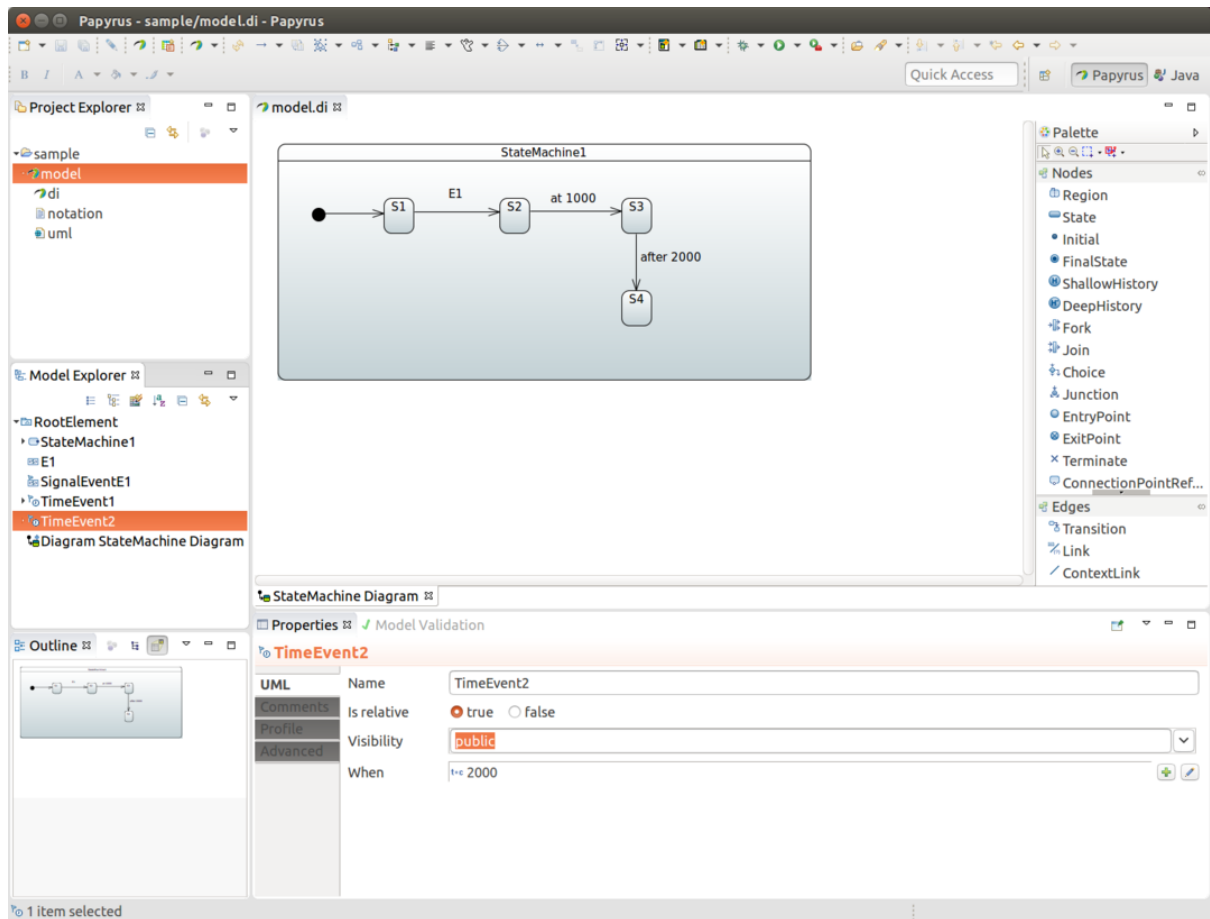 Papyrus - sample/model.di - Papyrus
B I A
Quick Access
Papyrus
Java
Project Explorer
sample
model
di
notation
uml
Model Explorer
RootElement
StateMachine1
E1
SignalEventE1
TimeEvent1
TimeEvent2
Diagram StateMachine Diagram
Outline
model.di
StateMachine1
S1
E1
S2
at 1000
S3
after 2000
S4
StateMachine Diagram
Palette
Nodes
Region
State
Initial
FinalState
ShallowHistory
DeepHistory
Fork
Join
Choice
Junction
EntryPoint
ExitPoint
Terminate
ConnectionPointRef...
Edges
Transition
Link
ContextLink
Properties
Model Validation
TimeEvent2
UML
Comments
Profile
Advanced
Name
TimeEvent2
Is relative
true
false
Visibility
public
When
2000
1 item selected